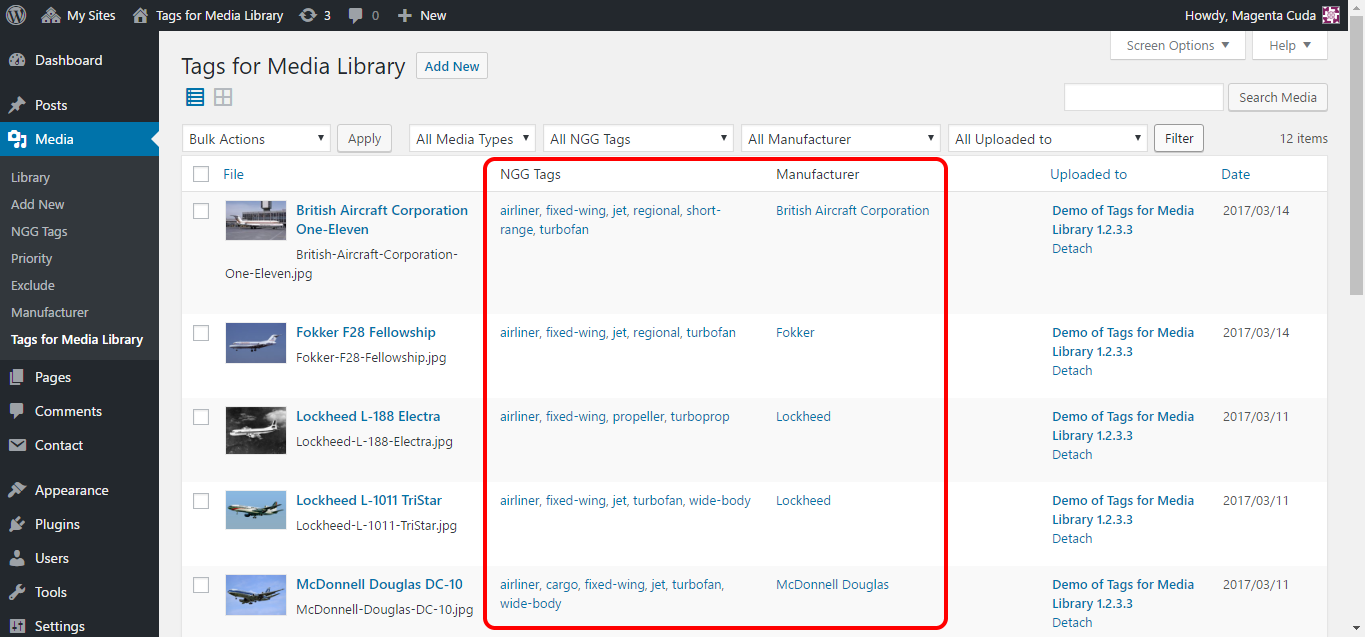 My Sites Tags for Media Library 3 0 New Howdy, Magenta Cuda
Screen Options Help
Dashboard
Posts
Media
Library
Add New
NGG Tags
Priority
Exclude
Manufacturer
Tags for Media Library
Pages
Comments
Contact
Appearance
Plugins
Users
Tools
Settings
Tags for Media Library Add New
Search Media
Bulk Actions Apply All Media Types All NGG Tags All Manufacturer All Uploaded to Filter 12 items
File NGG Tags Manufacturer Uploaded to Date
British Aircraft Corporation airliner, fixed-wing, jet, regional, short- British Aircraft Corporation Demo of Tags for Media 2017/03/14
One-Eleven range, turbofan Library 1.2.3.3
British-Aircraft-Corporation- Detach
One-Eleven.jpg
Fokker F28 Fellowship airliner, fixed-wing, jet, regional, turbofan Fokker Demo of Tags for Media 2017/03/14
Fokker-F28-Fellowship.jpg Library 1.2.3.3
Detach
Lockheed L-188 Electra airliner, fixed-wing, propeller, turboprop Lockheed Demo of Tags for Media 2017/03/11
Lockheed-L-188-Electra.jpg Library 1.2.3.3
Detach
Lockheed L-1011 TriStar airliner, fixed-wing, jet, turbofan, wide-body Lockheed Demo of Tags for Media 2017/03/11
Lockheed-L-1011-TriStar.jpg Library 1.2.3.3
Detach
McDonnell Douglas DC-10 airliner, cargo, fixed-wing, jet, turbofan, McDonnell Douglas Demo of Tags for Media 2017/03/11
McDonnell-Douglas-DC-10.jpg wide-body Library 1.2.3.3
Detach